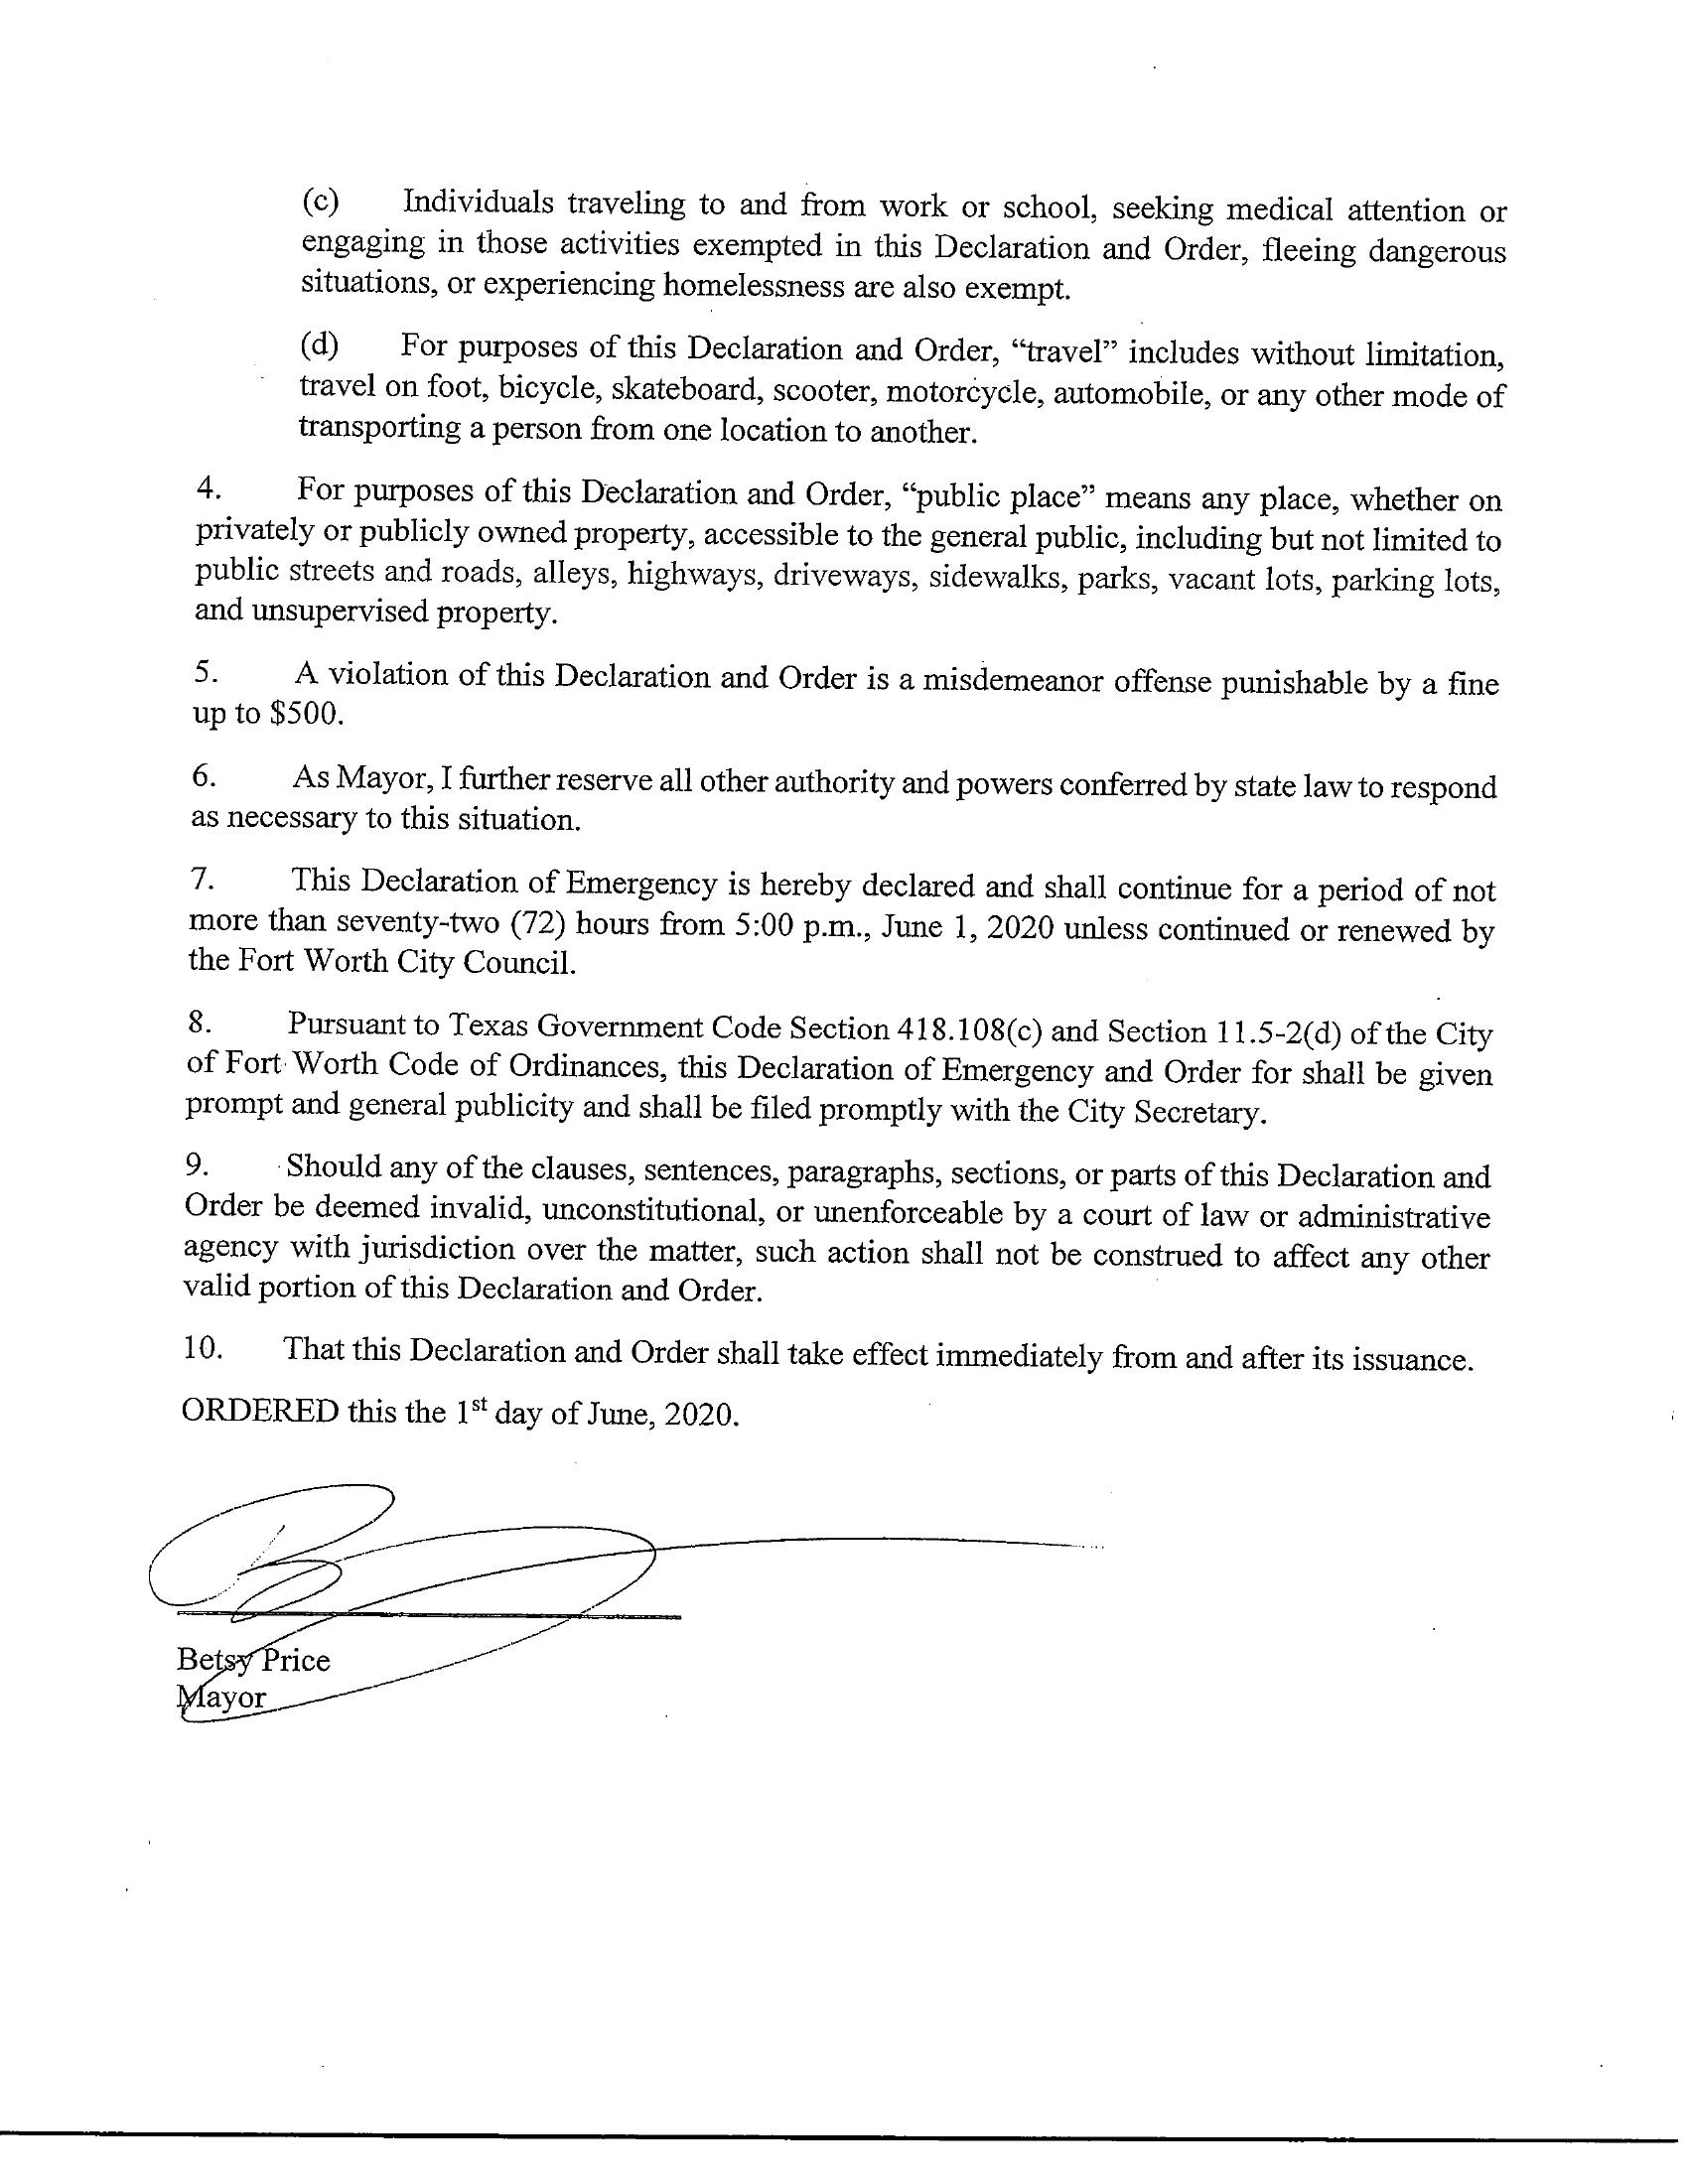 (c) Individuals traveling to and from work or school, seeking medical attention or
engaging in those activities exempted in this Declaration and Order, fleeing dangerous
situations, or experiencing homelessness are also exempt.
(d) For purposes of this Declaration and Order, “travel” includes without limitation,
travel on foot, bicycle, skateboard, scooter, motorcycle, automobile, or any other mode of
transporting a person from one location to another.
4. For purposes of this Declaration and Order, “public place” means any place, whether on
privately or publicly owned property, accessible to the general public, including but not limited to
public streets and roads, alleys, highways, driveways, sidewalks, parks, vacant lots, parking lots,
and unsupervised property.
5. A violation of this Declaration and Order is a misdemeanor offense punishable by a fine
up to $500.
6. As Mayor, I further reserve all other authority and powers conferred by state law to respond
as necessary to this situation.
7. This Declaration of Emergency is hereby declared and shall continue for a period of not
more than seventy-two (72) hours from 5:00 p.m., June 1, 2020 unless continued or renewed by
the Fort Worth City Council.
8. Pursuant to Texas Government Code Section 418.108(c) and Section 11.5-2(d) of the City
of Fort Worth Code of Ordinances, this Declaration of Emergency and Order for shall be given
prompt and general publicity and shall be filed promptly with the City Secretary.
9. Should any of the clauses, sentences, paragraphs, sections, or parts of this Declaration and
Order be deemed invalid, unconstitutional, or unenforceable by a court of law or administrative
agency with jurisdiction over the matter, such action shall not be construed to affect any other
valid portion of this Declaration and Order.
10. That this Declaration and Order shall take effect immediately from and after its issuance.
ORDERED this the 1st day of June, 2020.
Betsy Price
Mayor